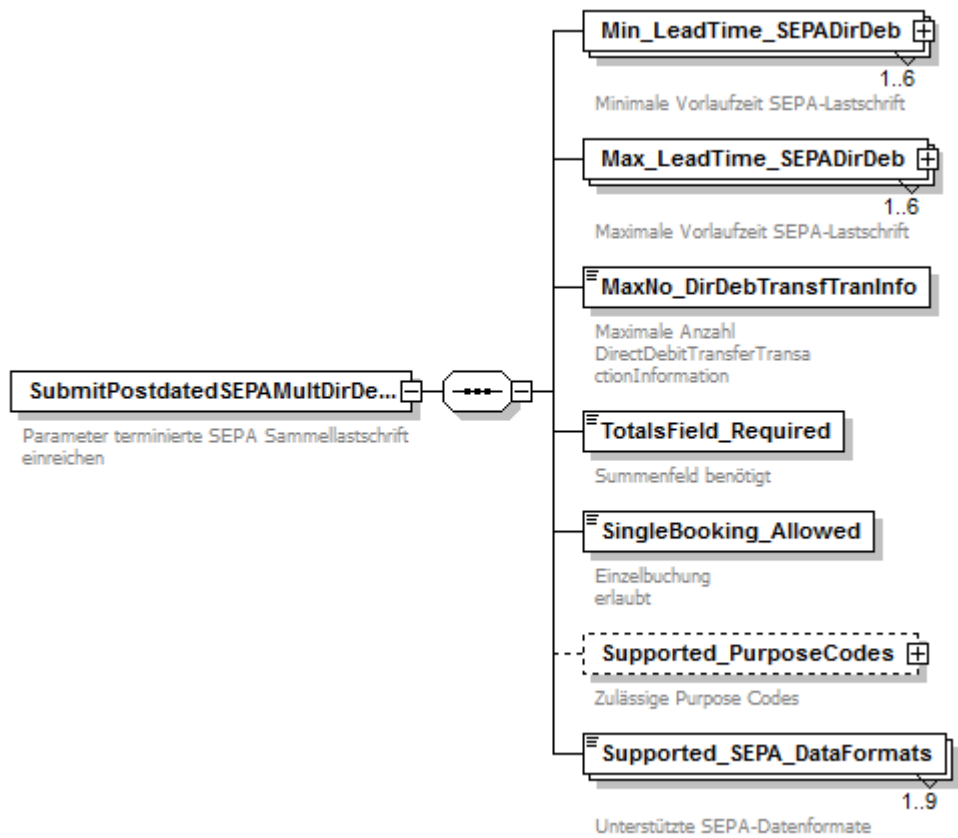 Min_LeadTime_SEPADirDeb
1..6
Minimale Vorlaufzeit SEPA-Lastschrift
Max_LeadTime_SEPADirDeb
1..6
Maximale Vorlaufzeit SEPA-Lastschrift
MaxNo_DirDebTransfTranInfo
Maximale Anzahl
DirectDebitTransferTransa
ctionInformation
SubmitPostdatedSEPAMultDirDe...
Parameter terminierte SEPA Sammellastschrift
einreichen
TotalsField_Required
Summenfeld benötigt
SingleBooking_Allowed
Einzelbuchung
erlaubt
Supported_PurposeCodes
Zulässige Purpose Codes
Supported_SEPA_DataFormats
1..9
Unterstützte SEPA-Datenformate